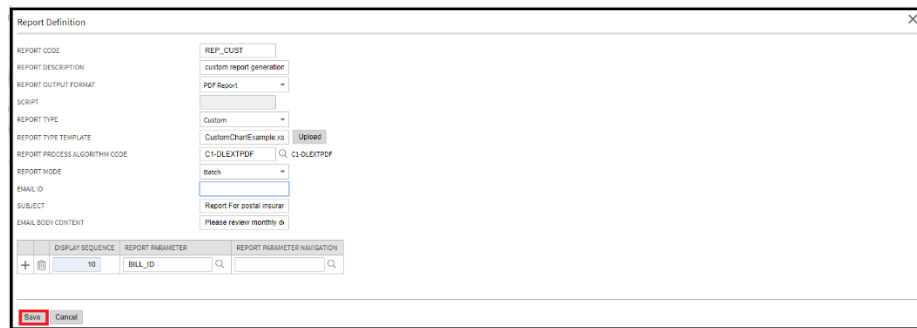 Report Definition
REPORT CODE REP_CUST
REPORT DESCRIPTION custom report generation
REPORT OUTPUT FORMAT PDF Report
SCRIPT
REPORT TYPE Custom
REPORT TYPE TEMPLATE CustomChartExample.xs Upload
REPORT PROCESS ALGORITHM CODE C1-DLEXTPDF C1-DLEXTPDF
REPORT MODE Batch
EMAIL ID
SUBJECT Report For postal insurar
EMAIL BODY CONTENT Please review monthly de
DISPLAY SEQUENCE REPORT PARAMETER REPORT PARAMETER NAVIGATION
10 BILL_ID
Save Cancel